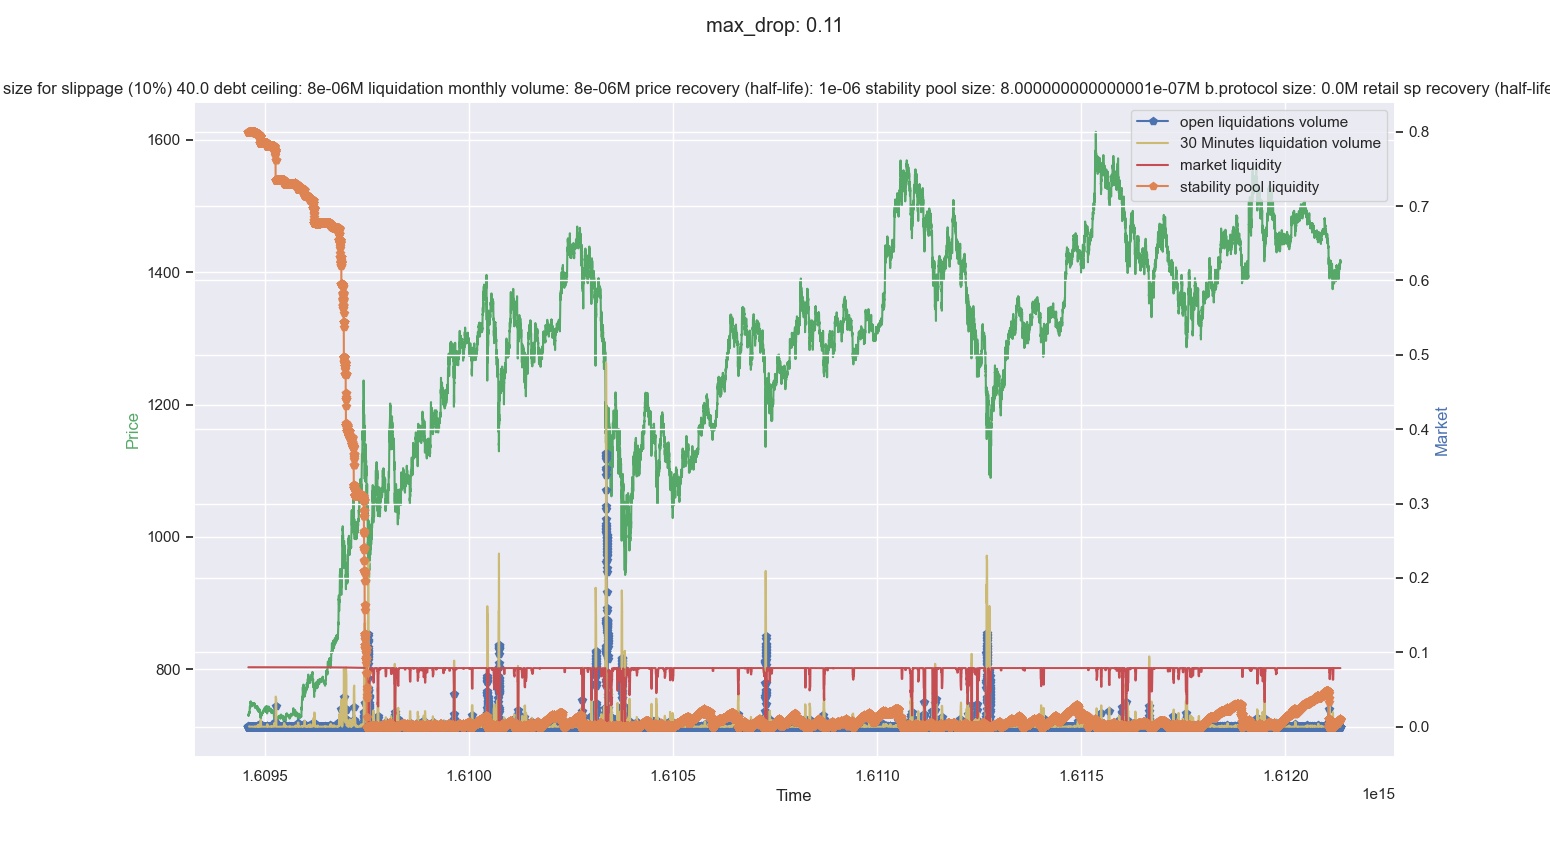 max_drop: 0.11
size for slippage (10%) 40.0 debt ceiling: 8e-06M liquidation monthly volume: 8e-06M price recovery (half-life): 1e-06 stability pool size: 8.000000000000001e-07M b.protocol size: 0.0M retail sp recovery (half-life
open liquidations volume
30 Minutes liquidation volume
market liquidity
stability pool liquidity
1600
1400
1200
1000
800
Price
0.8
0.7
0.6
0.5
0.4
0.3
0.2
0.1
0.0
Market
1.6095 1.6100 1.6105 1.6110 1.6115 1.6120
Time
1e15